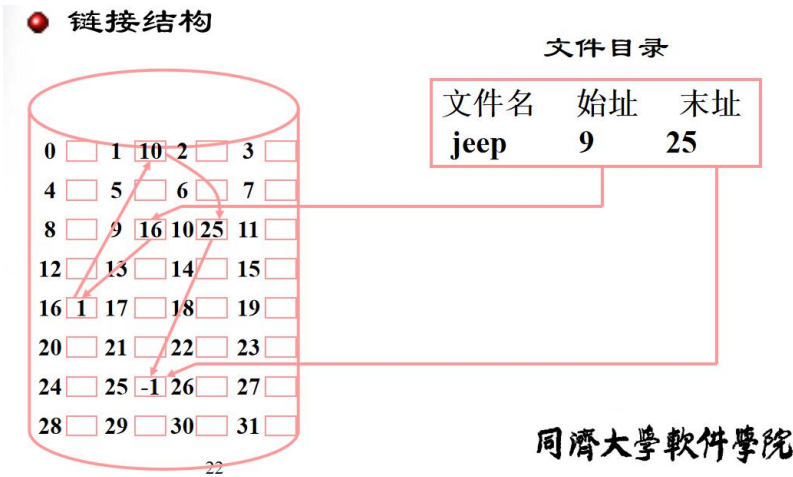 链接结构
文件目录
文件名 始址 末址
jeep 9 25
0 1 10 2 3
4 5 6 7
8 9 16 10 25 11
12 13 14 15
16 1 17 18 19
20 21 22 23
24 25 -1 26 27
28 29 30 31
同濟大學軟件學院
22